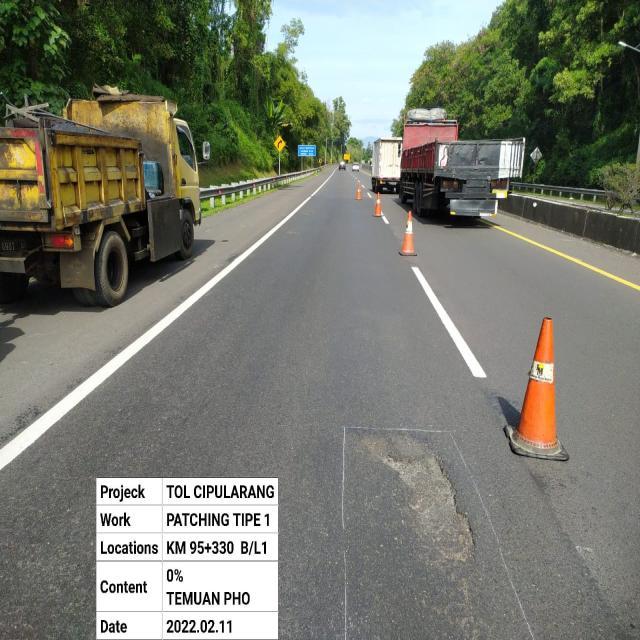 Projeck TOL CIPULARANG
Work PATCHING TIPE 1
Locations KM 95+330 B/L1
Content 0%
TEMUAN PHO
Date 2022.02.11